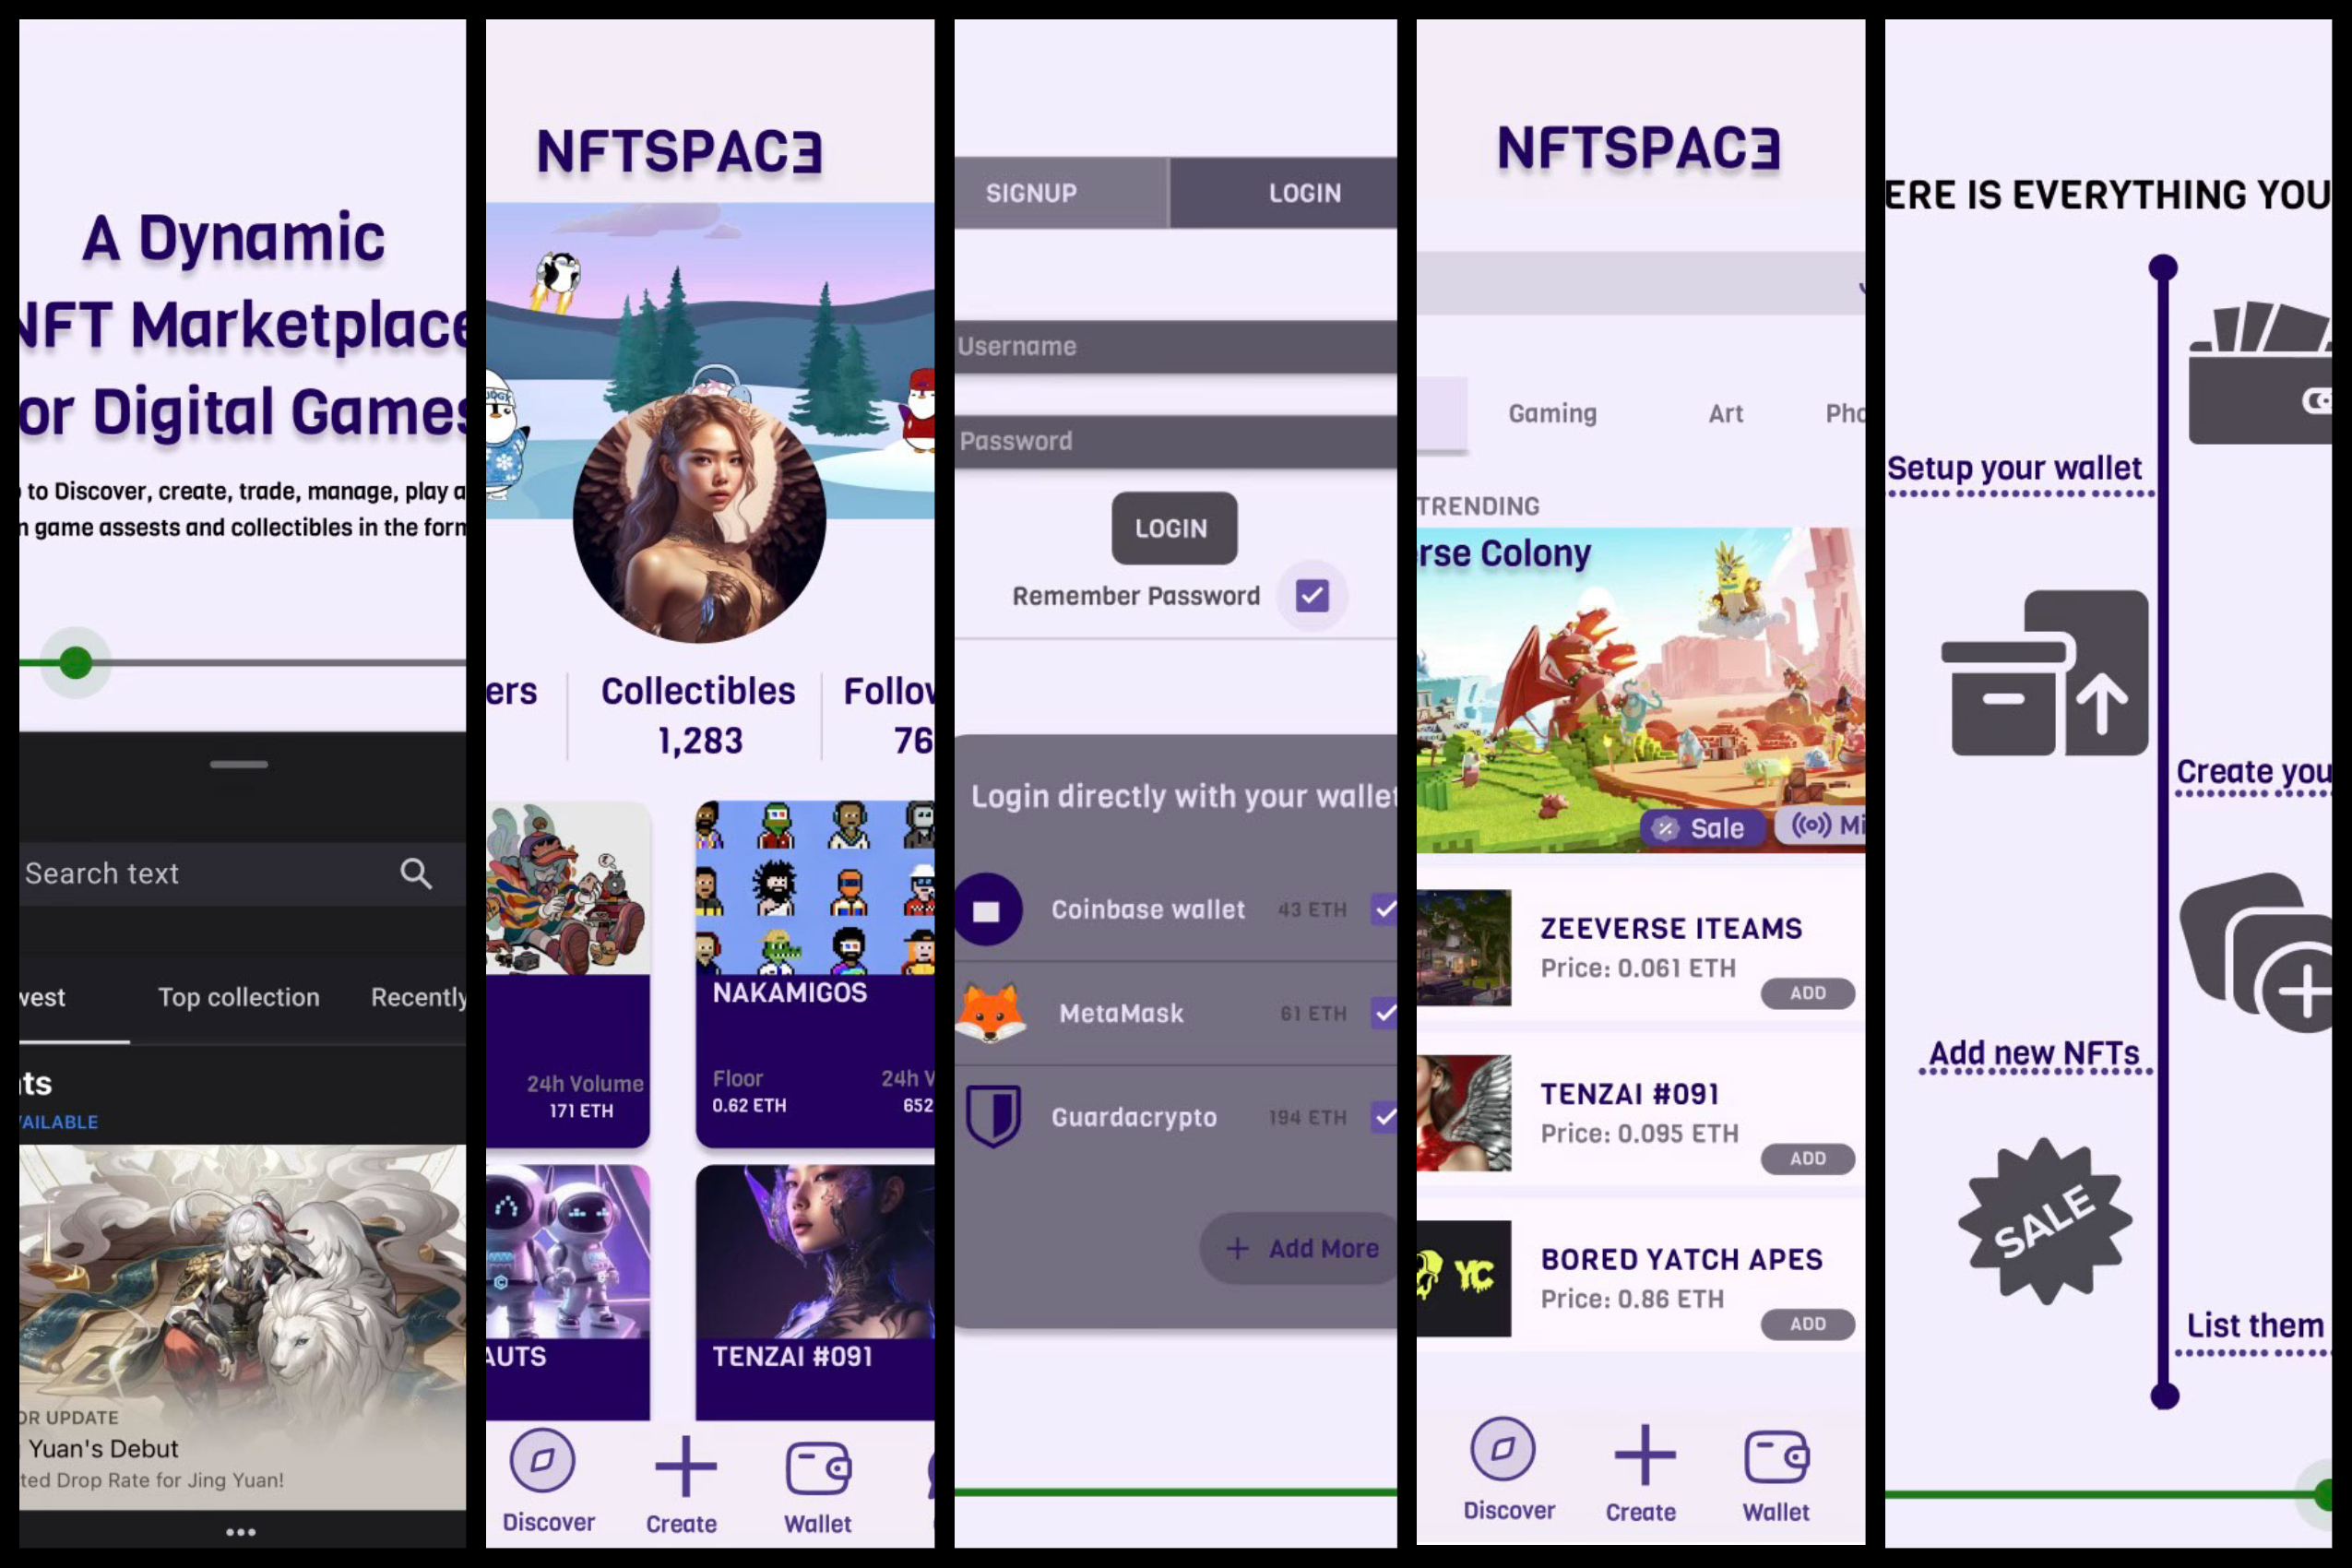 A Dynamic
NFT Marketplace
or Digital Games
to Discover, create, trade, manage, play a
game assests and collectibles in the form
Search text
west
Top collection
Recently
ts
AILABLE
OR UPDATE
Yuan's Debut
ted Drop Rate for Jing Yuan!
NFTSPACƎ
ers
Collectibles
1,283
Follow
76
24h Volume
171 ETH
NAKAMIGOS
Floor
0.62 ETH
24h V
652
AUTS
TENZAI #091
Discover
Create
Wallet
SIGNUP
LOGIN
Username
Password
LOGIN
Remember Password
Login directly with your wallet
Coinbase wallet
43 ETH
MetaMask
61 ETH
Guardacrypto
194 ETH
+ Add More
NFTSPACƎ
Gaming
Art
Pho
TRENDING
rse Colony
Sale
Mi
ZEEVERSE ITEAMS
Price: 0.061 ETH
ADD
TENZAI #091
Price: 0.095 ETH
ADD
YC
BORED YATCH APES
Price: 0.86 ETH
ADD
Discover
Create
Wallet
ERE IS EVERYTHING YOU
Setup your wallet
Create you
Add new NFTs
SALE
List them